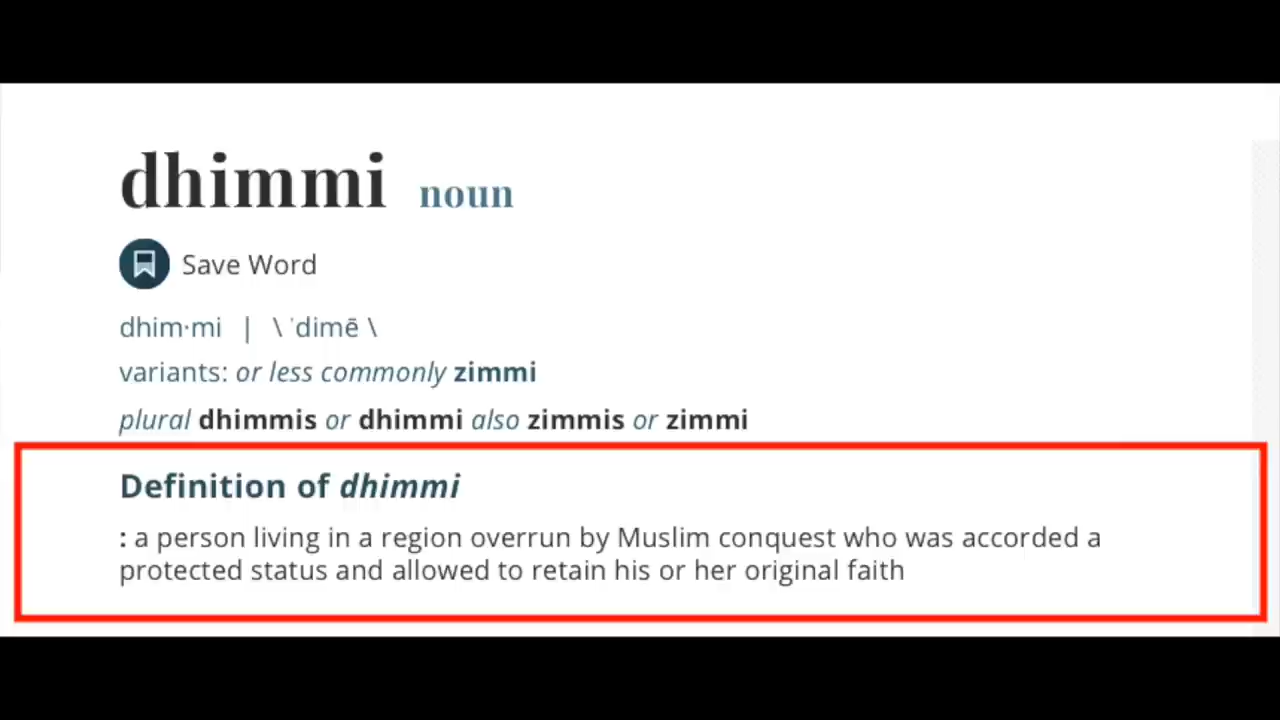 dhimmi noun
Save Word
dhim·mi | \ ˈdimē \
variants: or less commonly zimmi
plural dhimmis or dhimmi also zimmis or zimmi
Definition of dhimmi
: a person living in a region overrun by Muslim conquest who was accorded a
protected status and allowed to retain his or her original faith